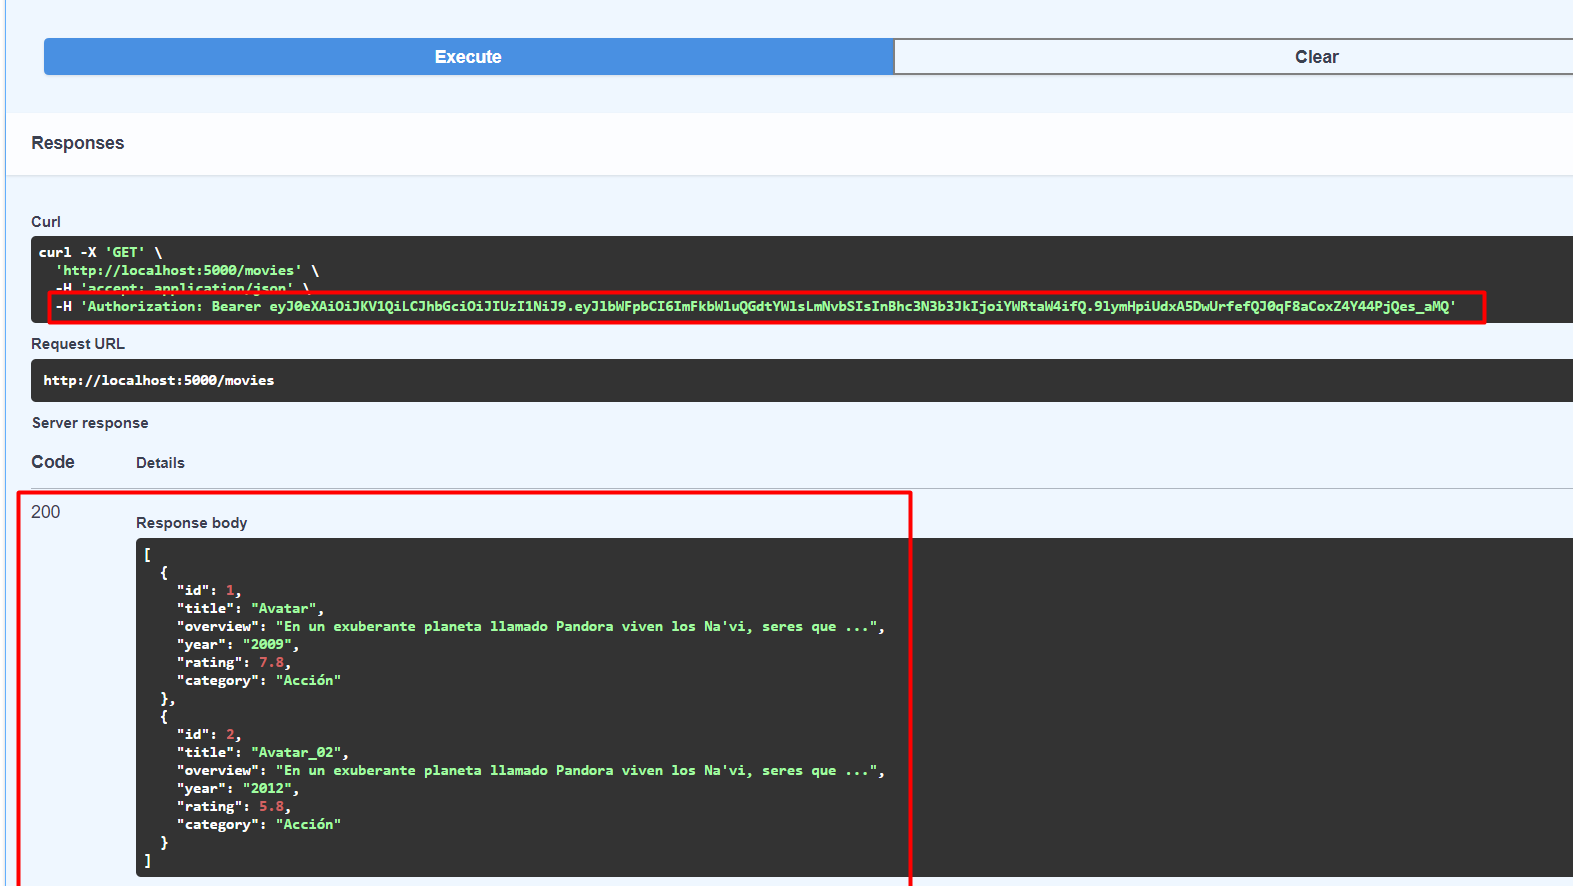 Execute
Clear
Responses
Curl
curl -X 'GET' \
'http://localhost:5000/movies' \
-H 'accept: application/json' \
-H 'Authorization: Bearer eyJ0eXAiOiJKV1QiLCJhbGciOiJIUzI1NiJ9.eyJlbWFpbCI6ImFkbWluQGdtYWlsLmNvbSIsInBhc3N3b3JkIjoiYWRtaW4ifQ.9lymHpiUdxA5DwUrfefQJ0qF8aCoxZ4Y44PjQes_aMQ'
Request URL
http://localhost:5000/movies
Server response
Code Details
200
Response body
[
{
"id": 1,
"title": "Avatar",
"overview": "En un exuberante planeta llamado Pandora viven los Na'vi, seres que ...",
"year": "2009",
"rating": 7.8,
"category": "Acción"
},
{
"id": 2,
"title": "Avatar_02",
"overview": "En un exuberante planeta llamado Pandora viven los Na'vi, seres que ...",
"year": "2012",
"rating": 5.8,
"category": "Acción"
}
]